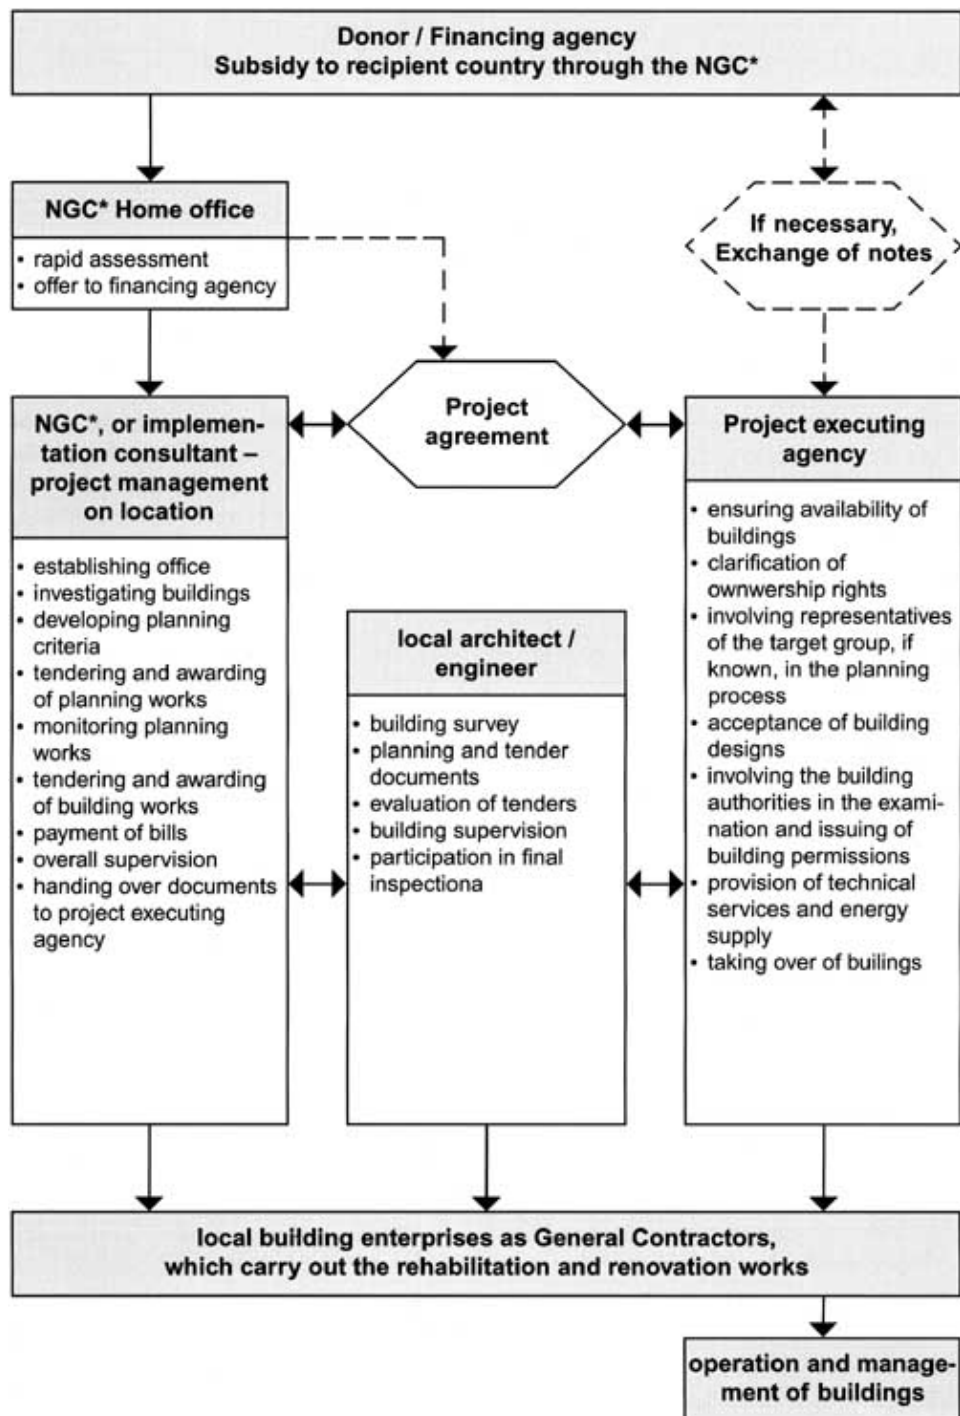 Donor / Financing agency
Subsidy to recipient country through the NGC*
NGC* Home office
• rapid assessment
• offer to financing agency
If necessary,
Exchange of notes
Project
agreement
NGC*, or implemen-
tation consultant –
project management
on location
• establishing office
• investigating buildings
• developing planning
criteria
• tendering and awarding
of planning works
• monitoring planning
works
• tendering and awarding
of building works
• payment of bills
• overall supervision
• handing over documents
to project executing
agency
local architect /
engineer
• building survey
• planning and tender
documents
• evaluation of tenders
• building supervision
• participation in final
inspectiona
Project executing
agency
• ensuring availability of
buildings
• clarification of
ownwership rights
• involving representatives
of the target group, if
known, in the planning
process
• acceptance of building
designs
• involving the building
authorities in the exami-
nation and issuing of
building permissions
• provision of technical
services and energy
supply
• taking over of builings
local building enterprises as General Contractors,
which carry out the rehabilitation and renovation works
operation and manage-
ment of buildings